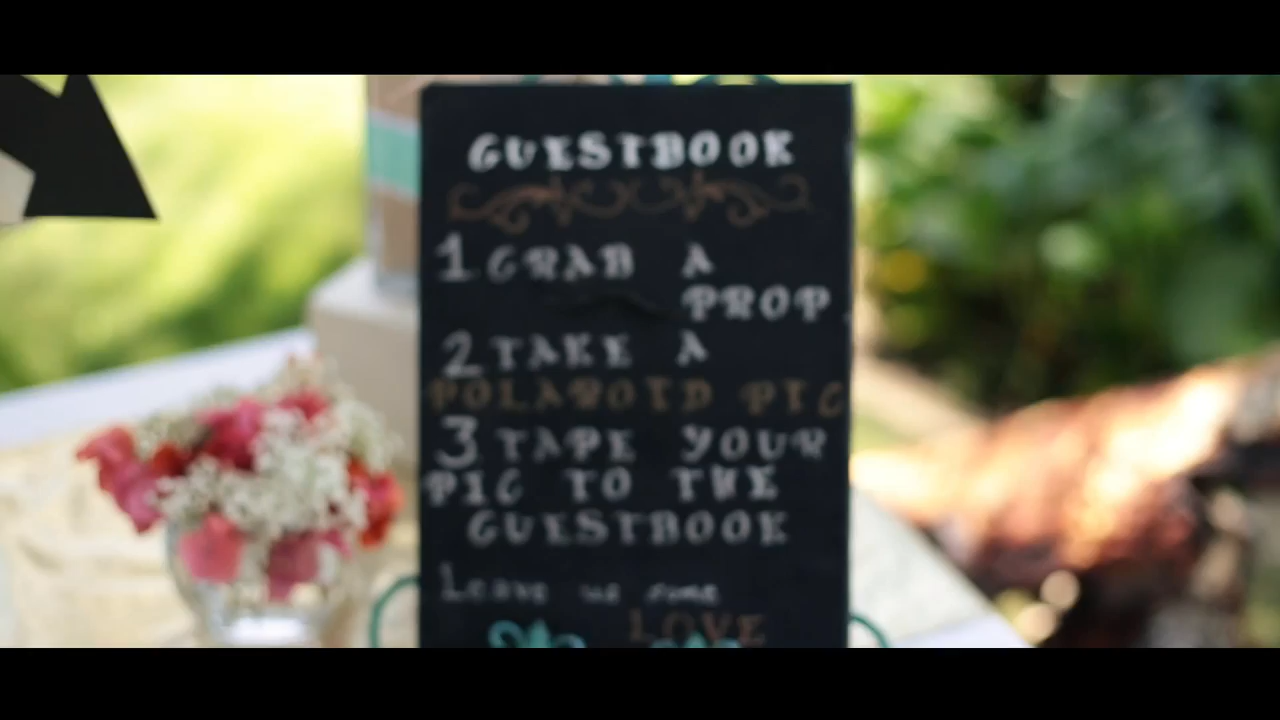 GUESTBOOK
1 GRAB A
PROP.
2 TAKE A
POLAROID PIC
3 TAPE YOUR
PIC TO THE
GUESTBOOK
Leave us some
LOVE